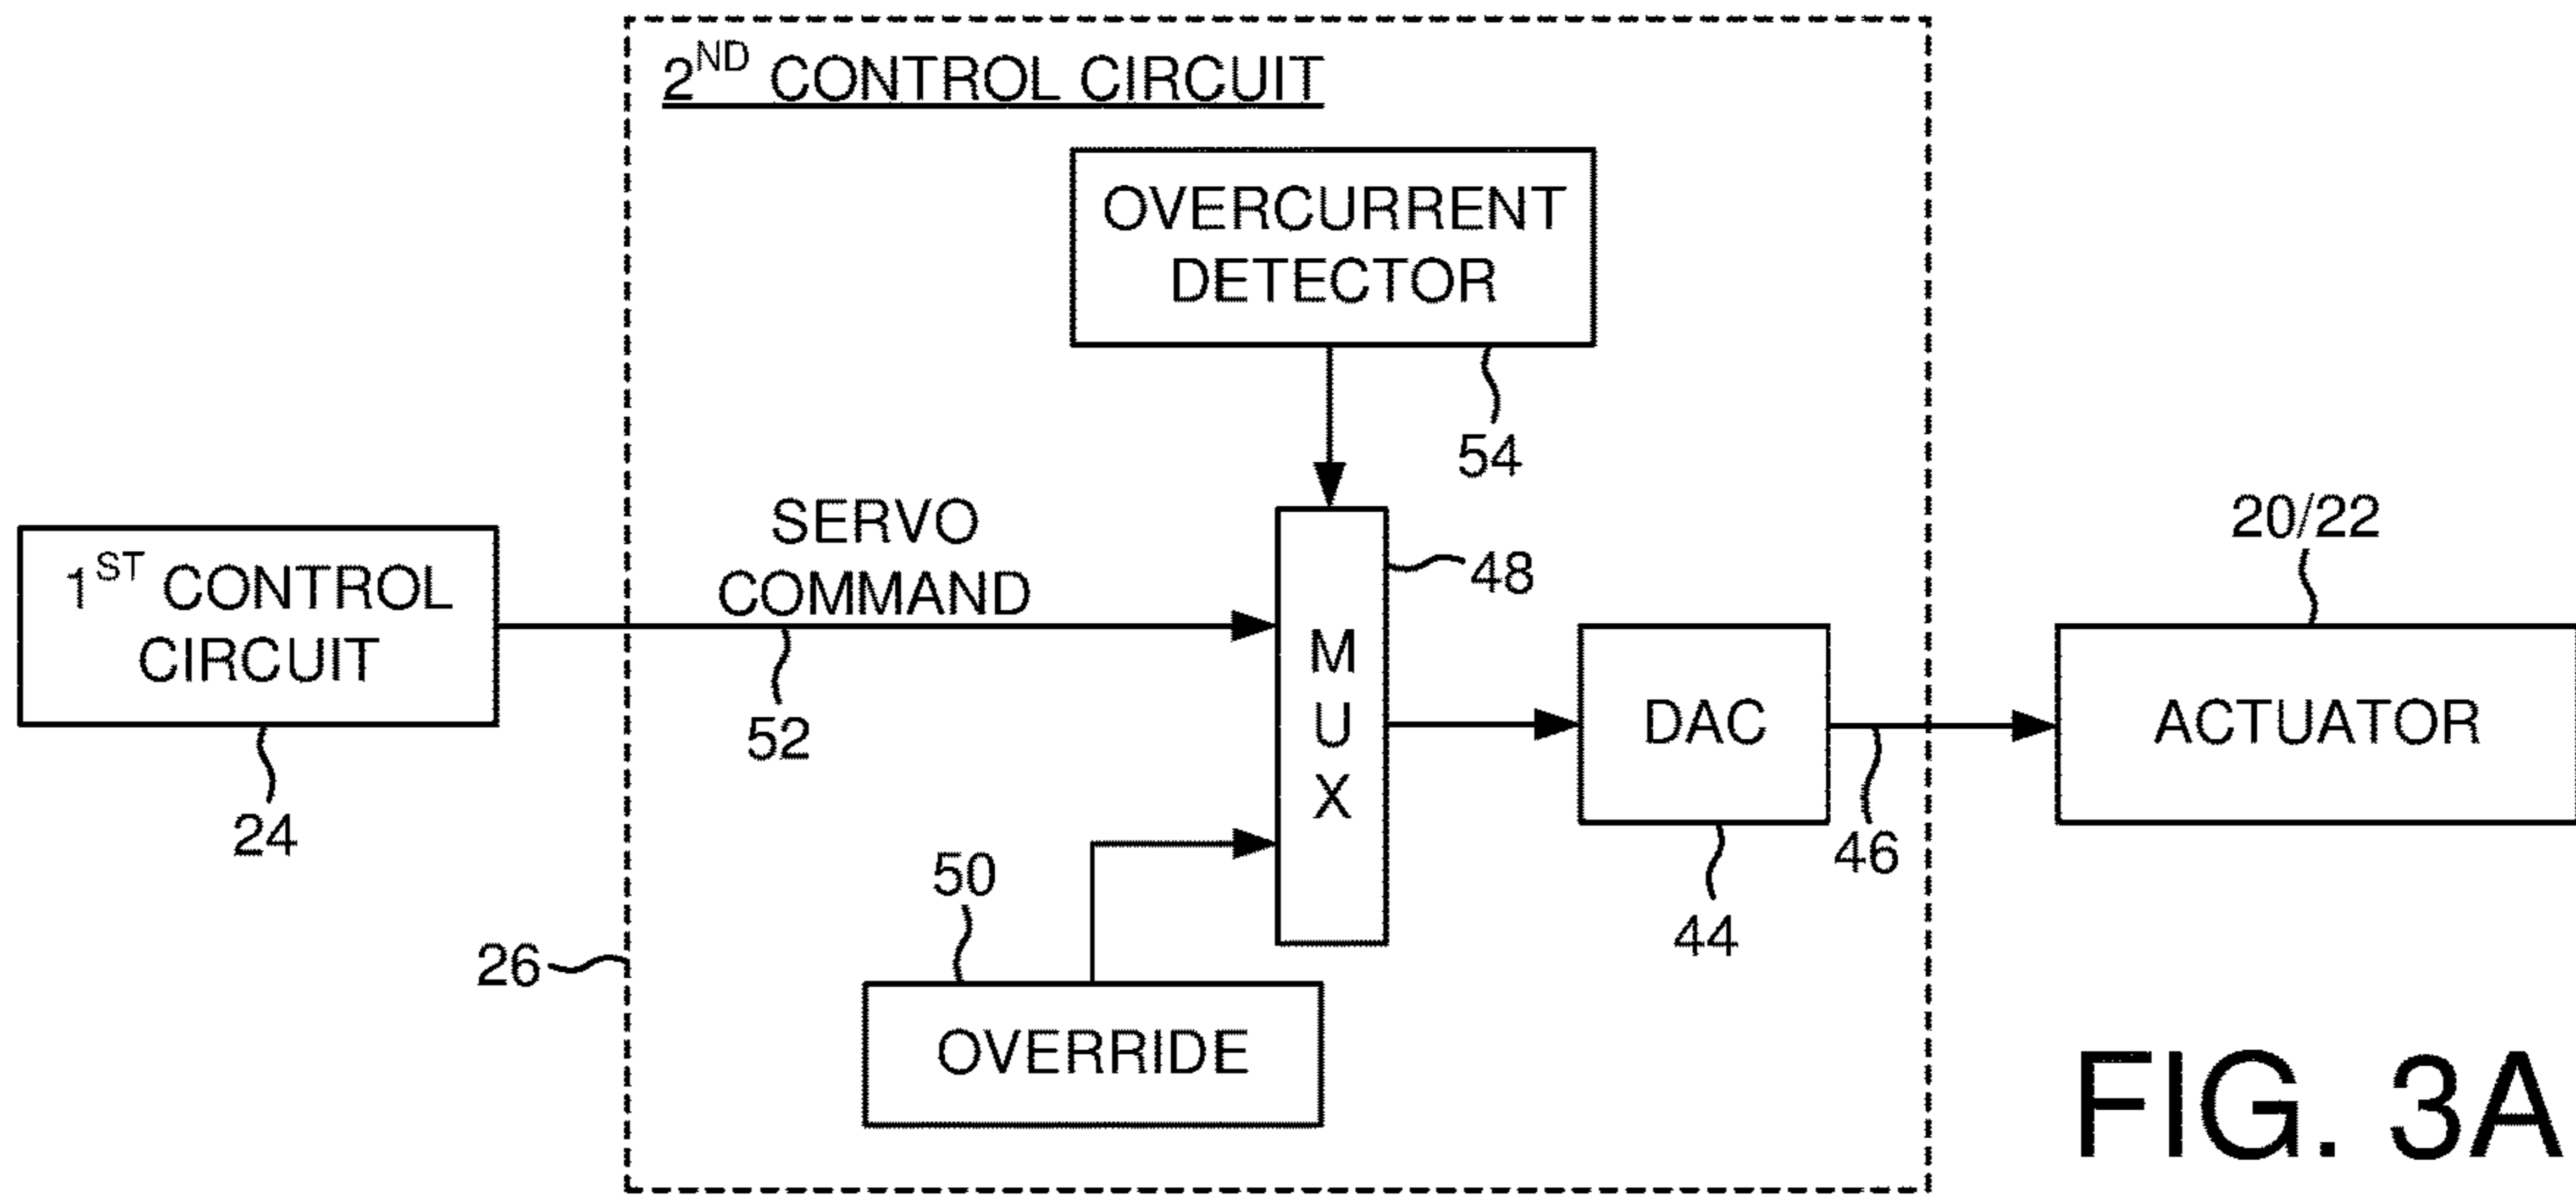 2ND CONTROL CIRCUIT
OVERCURRENT
DETECTOR
54
SERVO
COMMAND
52
1ST CONTROL
CIRCUIT
24
48
MUX
20/22
DAC
44
46
ACTUATOR
50
26
OVERRIDE
FIG. 3A